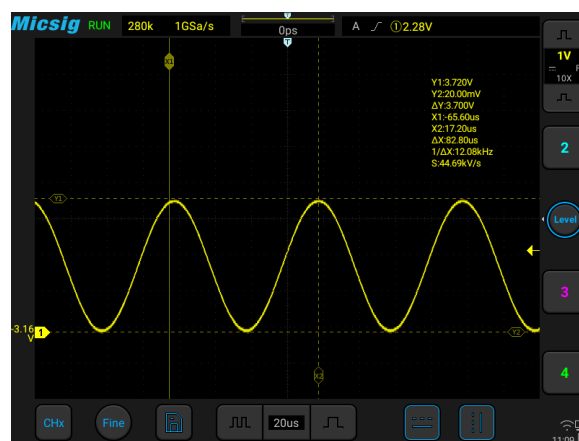 Micsig RUN 280k 1GSa/s 0ps A ①2.28V
T
X1
1V
10X
Y1:3.720V
Y2:20.00mV
ΔY:3.700V
X1:-65.60us
X2:17.20us
ΔX:82.80us
1/ΔX:12.08kHz
S:44.69kV/s
2
Y1
Level
3
-3.16
V
1
Y2
X2
4
CHx Fine 20us
11:09